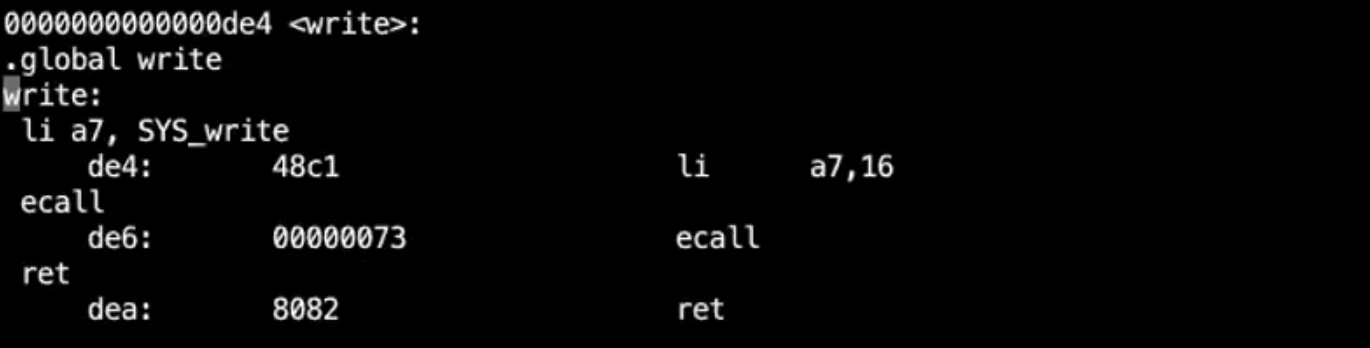 0000000000000de4 <write>:
.global write
write:
 li a7, SYS_write
     de4:       48c1                    li      a7,16
 ecall
     de6:       00000073                ecall
 ret
     dea:       8082                    ret